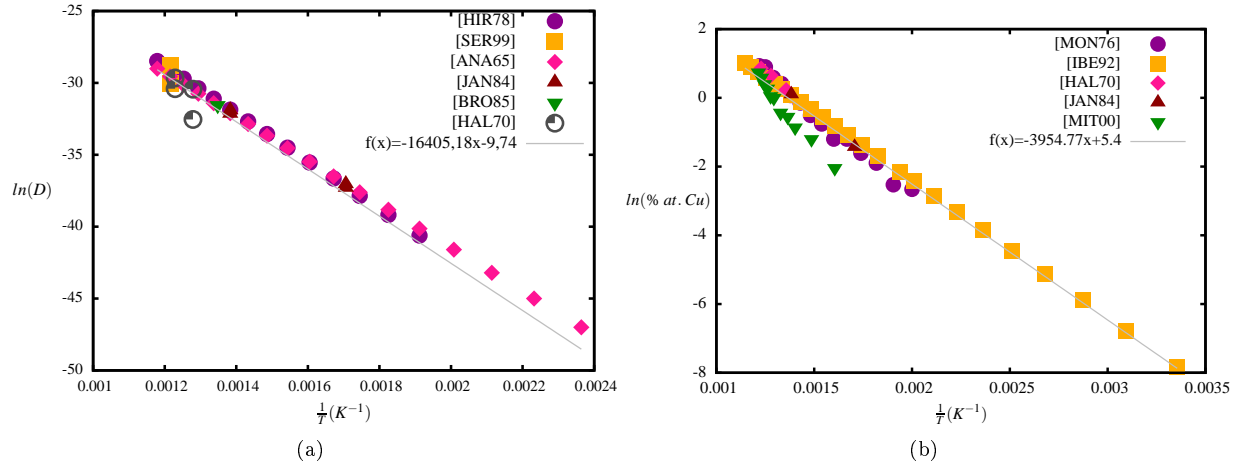 -25
-30
-35
-40
-45
-50
ln(D)
0.001
0.0012
0.0014
0.0016
0.0018
0.002
0.0022
0.0024
1/T (K⁻¹)
[HIR78]
[SER99]
[ANA65]
[JAN84]
[BRO85]
[HAL70]
f(x)=-16405,18x-9,74
(a)
2
0
-2
-4
-6
-8
ln(% at. Cu)
0.001
0.0015
0.002
0.0025
0.003
0.0035
1/T (K⁻¹)
[MON76]
[IBE92]
[HAL70]
[JAN84]
[MIT00]
f(x)=-3954.77x+5.4
(b)